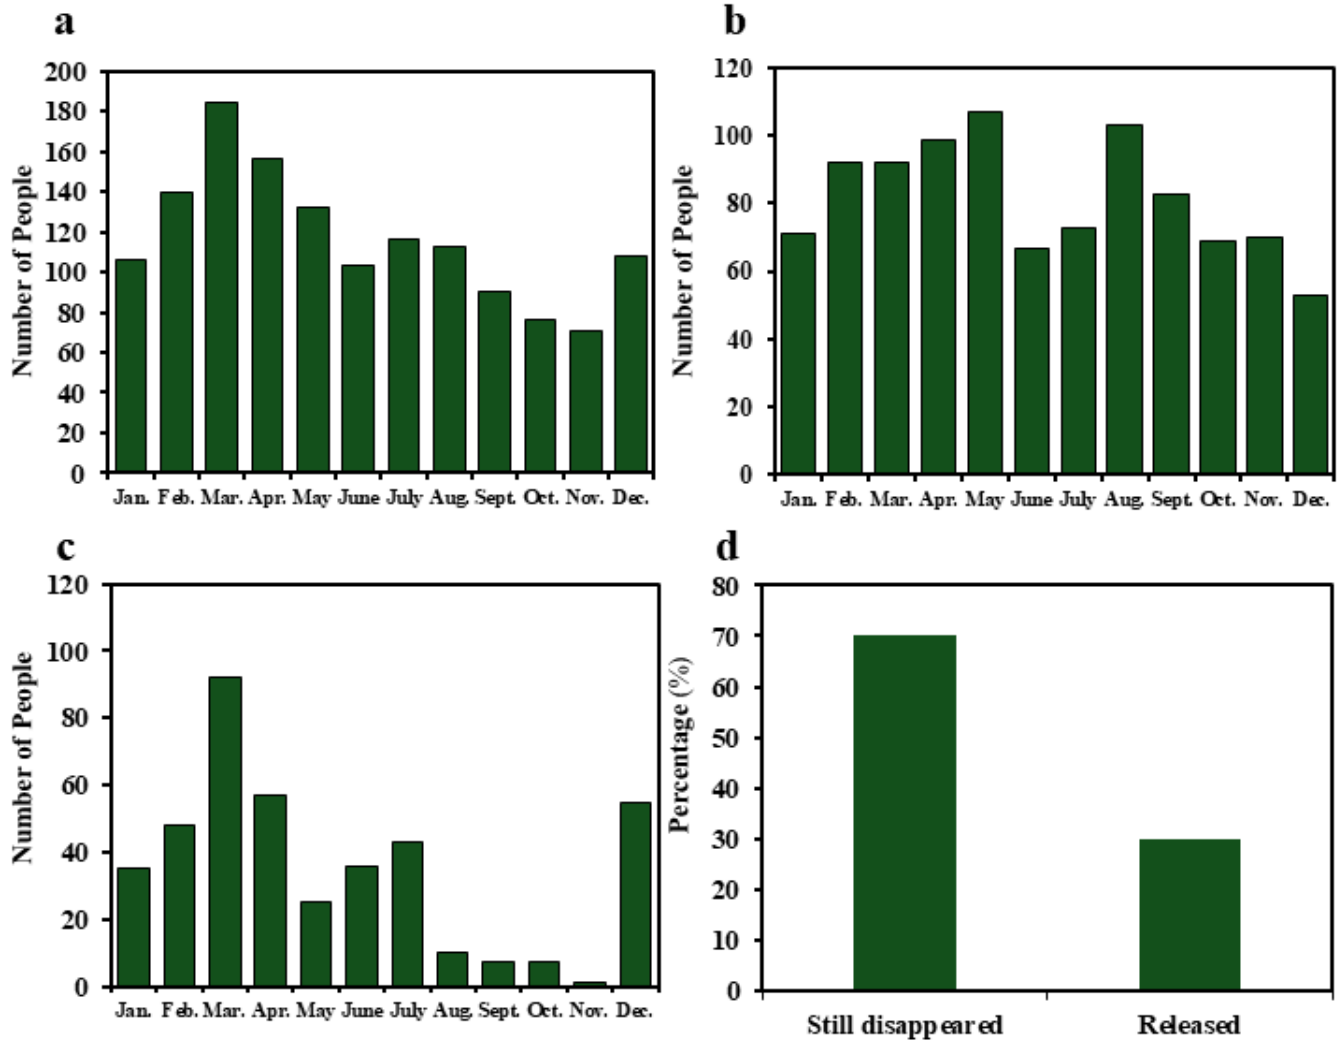 a
200
180
160
140
120
100
80
60
40
20
0
Number of People
Jan. Feb. Mar. Apr. May June July Aug. Sept. Oct. Nov. Dec.
b
120
100
80
60
40
20
0
Number of People
Jan. Feb. Mar. Apr. May June July Aug. Sept. Oct. Nov. Dec.
c
120
100
80
60
40
20
0
Number of People
Jan. Feb. Mar. Apr. May June July Aug. Sept. Oct. Nov. Dec.
d
80
70
60
50
40
30
20
10
0
Percentage (%)
Still disappeared Released